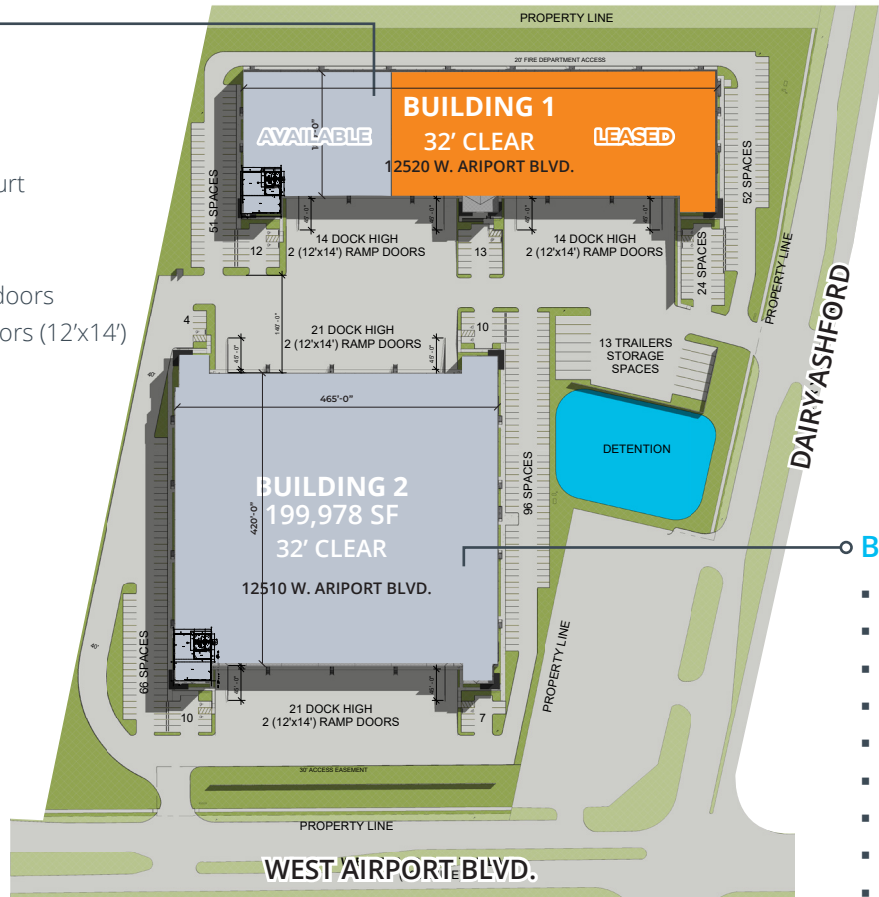 PROPERTY LINE
20' FIRE DEPARTMENT ACCESS
BUILDING 1
AVAILABLE
32' CLEAR
LEASED
12520 W. ARIPORT BLVD.
51 SPACES
52 SPACES
urt
12
14 DOCK HIGH
2 (12'x14') RAMP DOORS
13
14 DOCK HIGH
2 (12'x14') RAMP DOORS
24 SPACES
PROPERTY LINE
doors
ors (12'x14')
4
140'-0"
21 DOCK HIGH
2 (12'x14') RAMP DOORS
10
13 TRAILERS
STORAGE
SPACES
DAIRY ASHFORD
465'-0"
DETENTION
420'-0"
96 SPACES
BUILDING 2
199,978 SF
32' CLEAR
12510 W. ARIPORT BLVD.
B
66 SPACES
40'
PROPERTY LINE
10
21 DOCK HIGH
2 (12'x14') RAMP DOORS
7
30' ACCESS EASEMENT
PROPERTY LINE
WEST AIRPORT BLVD.